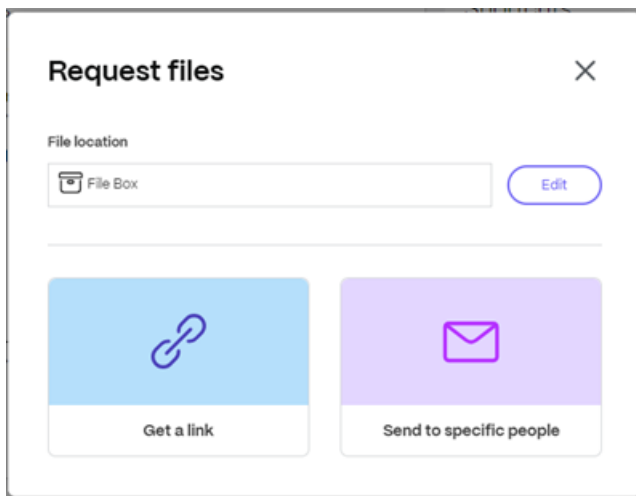 Request files
File location
File Box
Edit
Get a link
Send to specific people